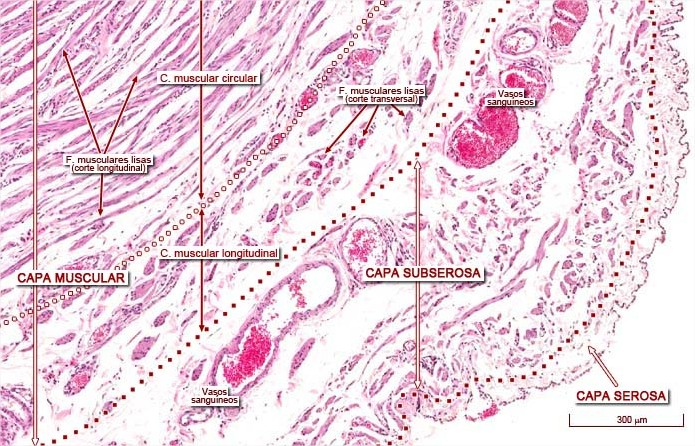 C. muscular circular
F. musculares lisas
(corte transversal)
Vasos
sanguíneos
F. musculares lisas
(corte longitudinal)
C. muscular longitudinal
CAPA MUSCULAR
CAPA SUBSEROSA
Vasos
sanguíneos
CAPA SEROSA
300 µm